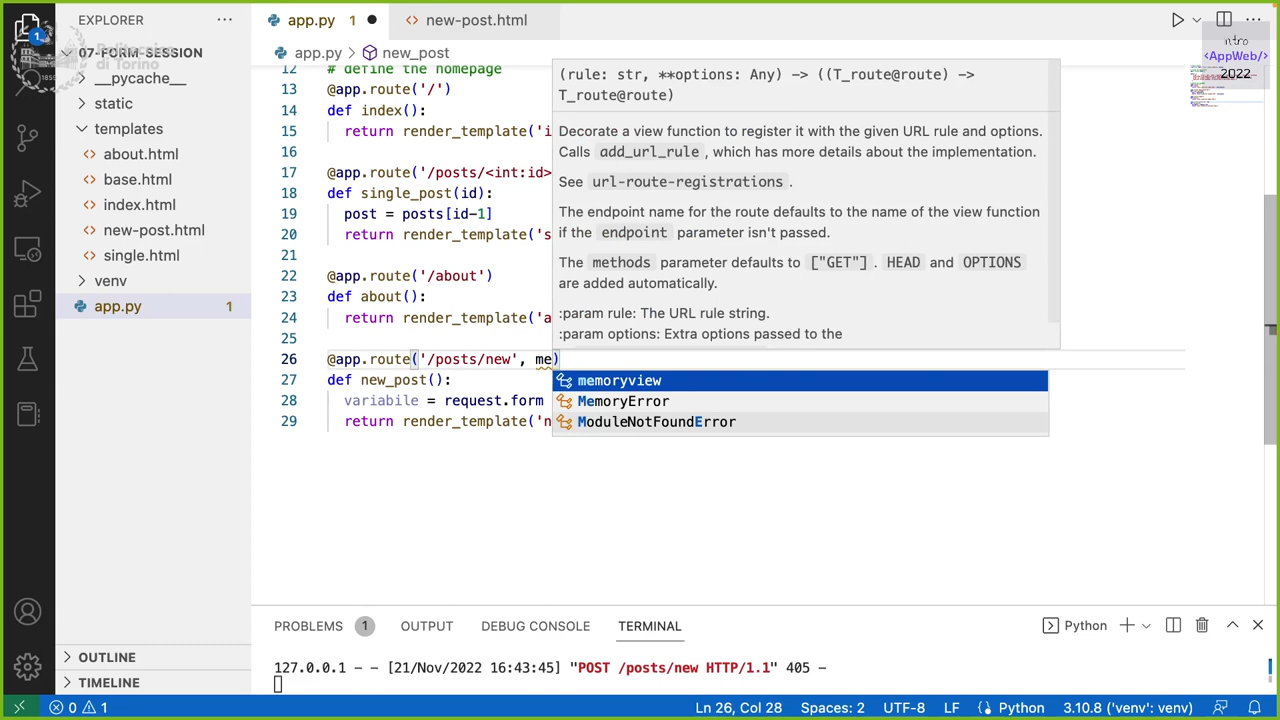 EXPLORER
app.py 1
new-post.html
1
Politecnico
di Torino
1859
07-FORM-SESSION
intro
<AppWeb/>
2022
app.py > new_post
__pycache__
static
templates
about.html
base.html
index.html
new-post.html
single.html
venv
app.py 1
12 # define the homepage
13 @app.route('/')
14 def index():
15 return render_template('i
16
17 @app.route('/posts/<int:id>
18 def single_post(id):
19 post = posts[id-1]
20 return render_template('s
21
22 @app.route('/about')
23 def about():
24 return render_template('a
25
26 @app.route('/posts/new', me)
27 def new_post():
28 variabile = request.form
29 return render_template('n
(rule: str, **options: Any) -> ((T_route@route) ->
T_route@route)
Decorate a view function to register it with the given URL rule and options.
Calls add_url_rule , which has more details about the implementation.
See url-route-registrations .
The endpoint name for the route defaults to the name of the view function
if the endpoint parameter isn't passed.
The methods parameter defaults to ["GET"] . HEAD and OPTIONS
are added automatically.
:param rule: The URL rule string.
:param options: Extra options passed to the
memoryview
MemoryError
ModuleNotFoundError
PROBLEMS 1 OUTPUT DEBUG CONSOLE TERMINAL
Python
127.0.0.1 - - [21/Nov/2022 16:43:45] "POST /posts/new HTTP/1.1" 405 -
OUTLINE
TIMELINE
0 1
Ln 26, Col 28 Spaces: 2 UTF-8 LF Python 3.10.8 ('venv': venv)